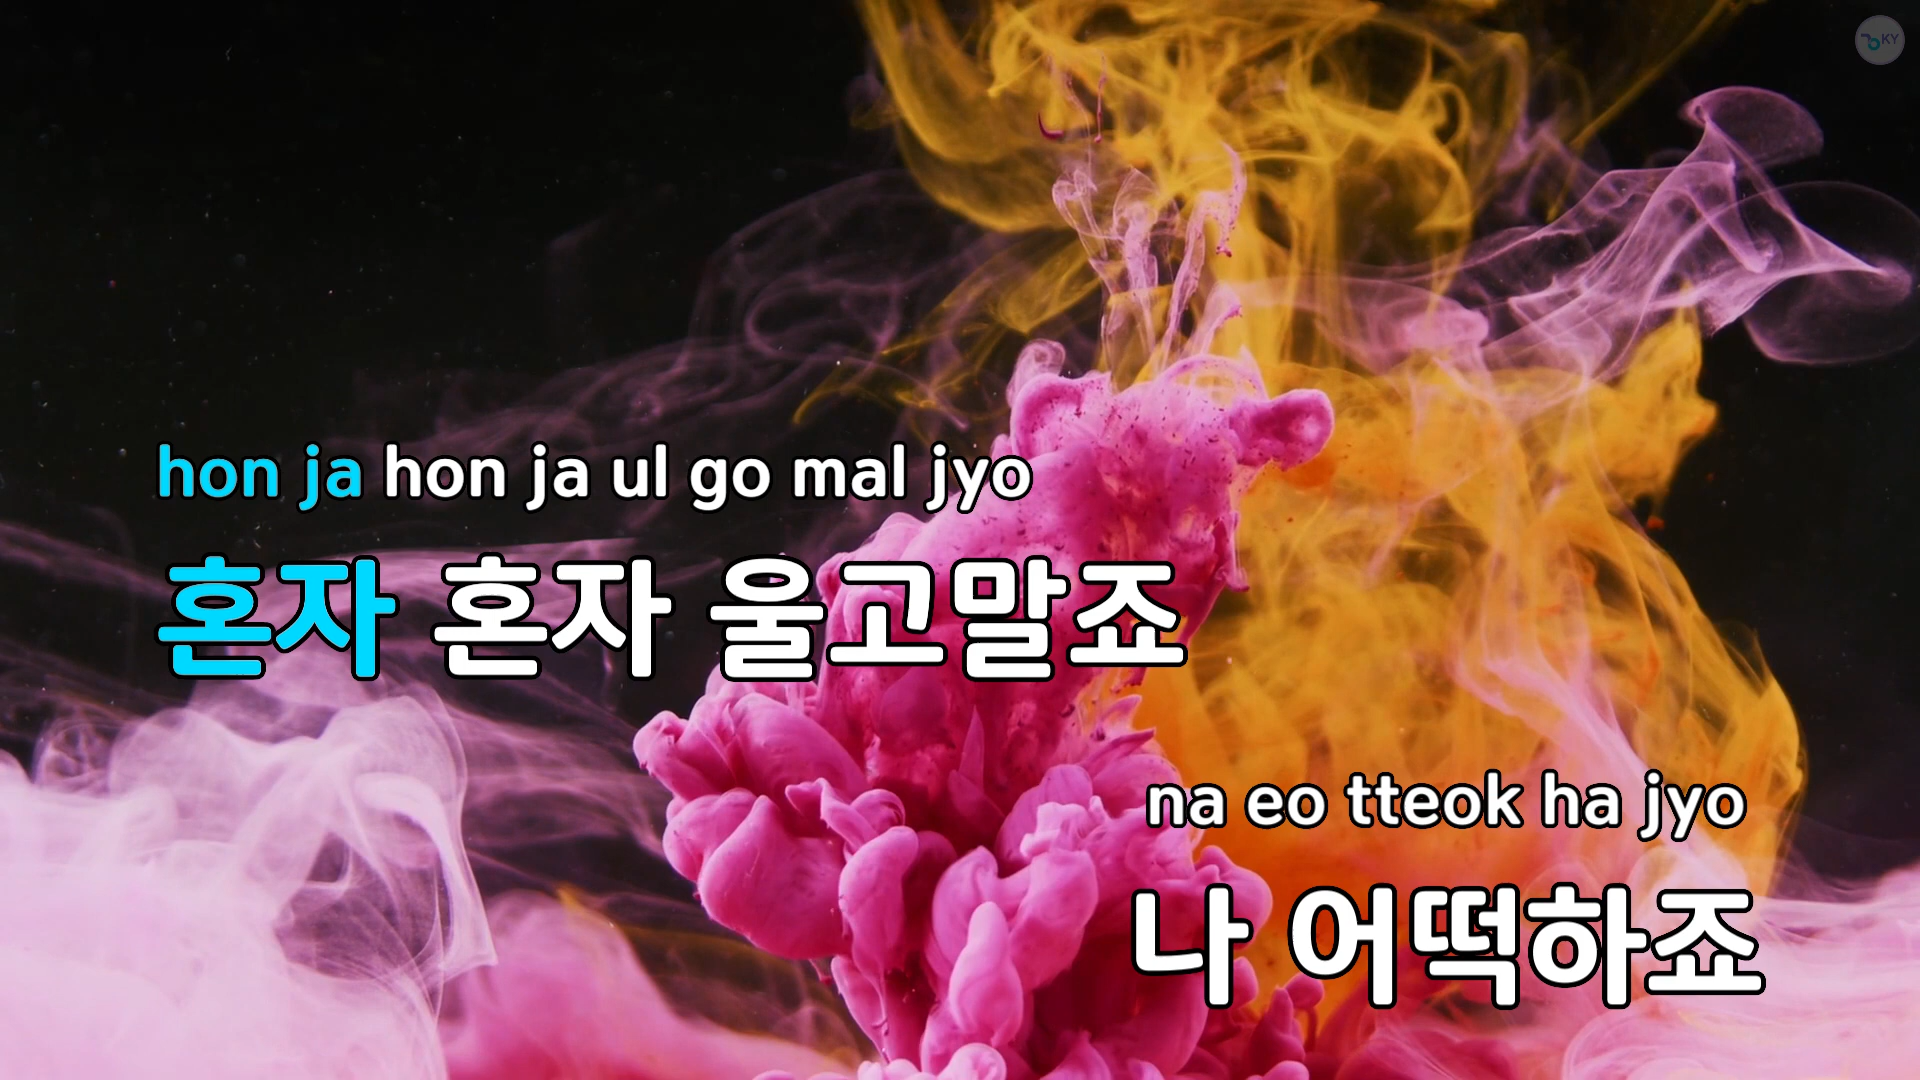 KY
hon ja hon ja ul go mal jyo
혼자 혼자 울고말죠
na eo tteok ha jyo
나 어떡하죠